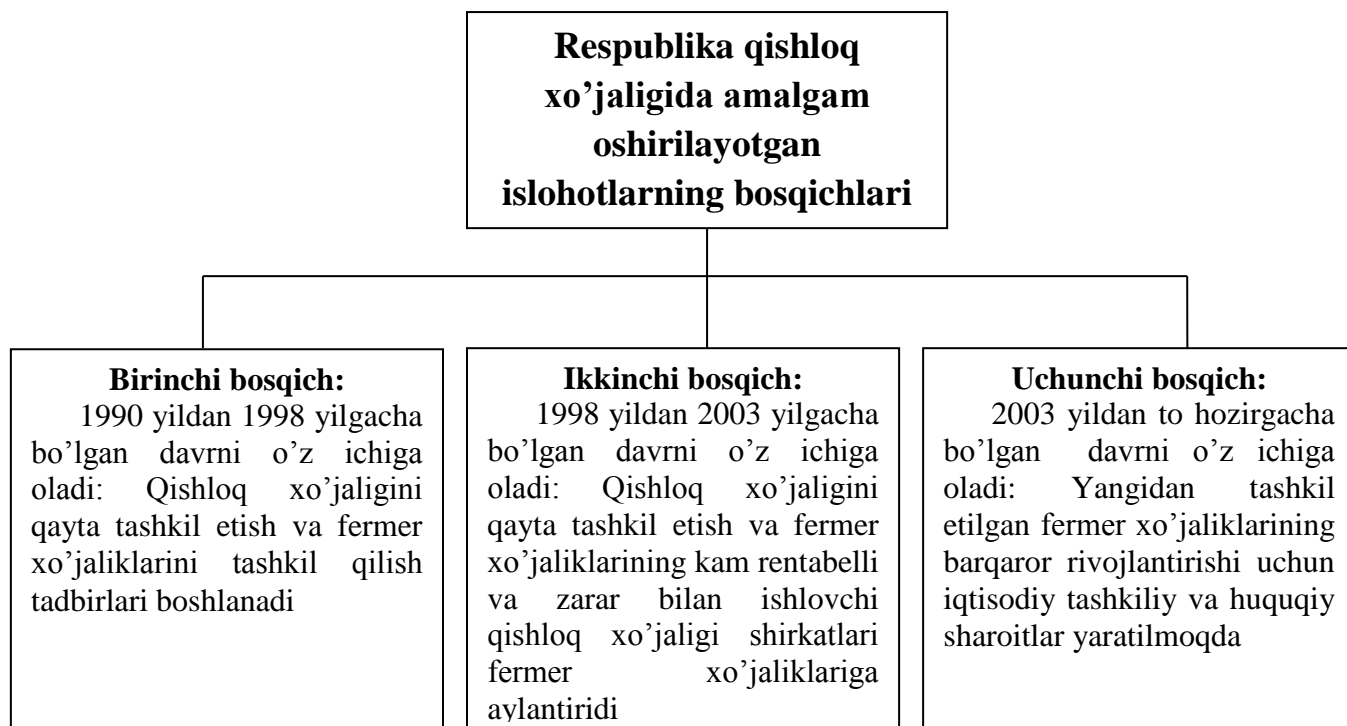 Respublika qishloq
xo’jaligida amalgam
oshirilayotgan
islohotlarning bosqichlari
Birinchi bosqich:
1990 yildan 1998 yilgacha
bo’lgan davrni o’z ichiga
oladi: Qishloq xo’jaligini
qayta tashkil etish va fermer
xo’jaliklarini tashkil qilish
tadbirlari boshlanadi
Ikkinchi bosqich:
1998 yildan 2003 yilgacha
bo’lgan davrni o’z ichiga
oladi: Qishloq xo’jaligini
qayta tashkil etish va fermer
xo’jaliklarining kam rentabelli
va zarar bilan ishlovchi
qishloq xo’jaligi shirkatlari
fermer xo’jaliklariga
aylantiridi
Uchunchi bosqich:
2003 yildan to hozirgacha
bo’lgan davrni o’z ichiga
oladi: Yangidan tashkil
etilgan fermer xo’jaliklarining
barqaror rivojlantirishi uchun
iqtisodiy tashkiliy va huquqiy
sharoitlar yaratilmoqda